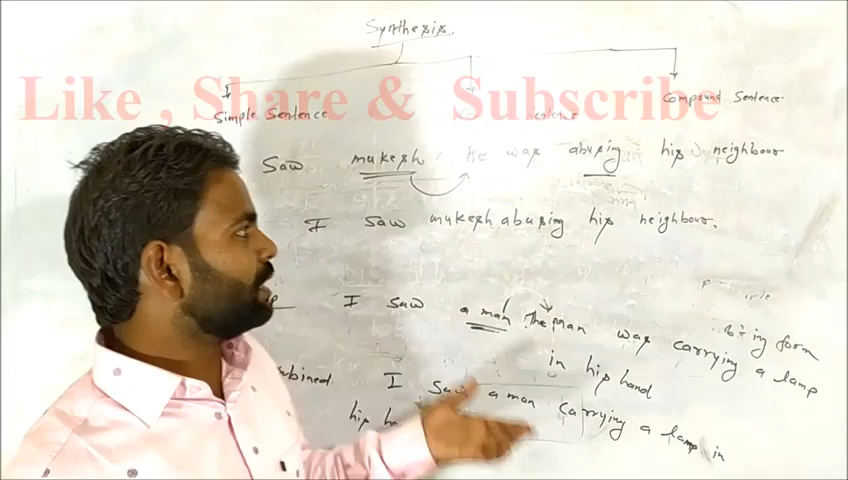 Synthesis.
Like , Share & Subscribe
Simple Sentence Sentence Compound Sentence
Saw mukesh. He was abusing his neighbour
I saw mukesh abusing his neighbour.
I saw a man. The man was carrying a lamp
in his hand
ing form
Combined I saw a man carrying a lamp in
his